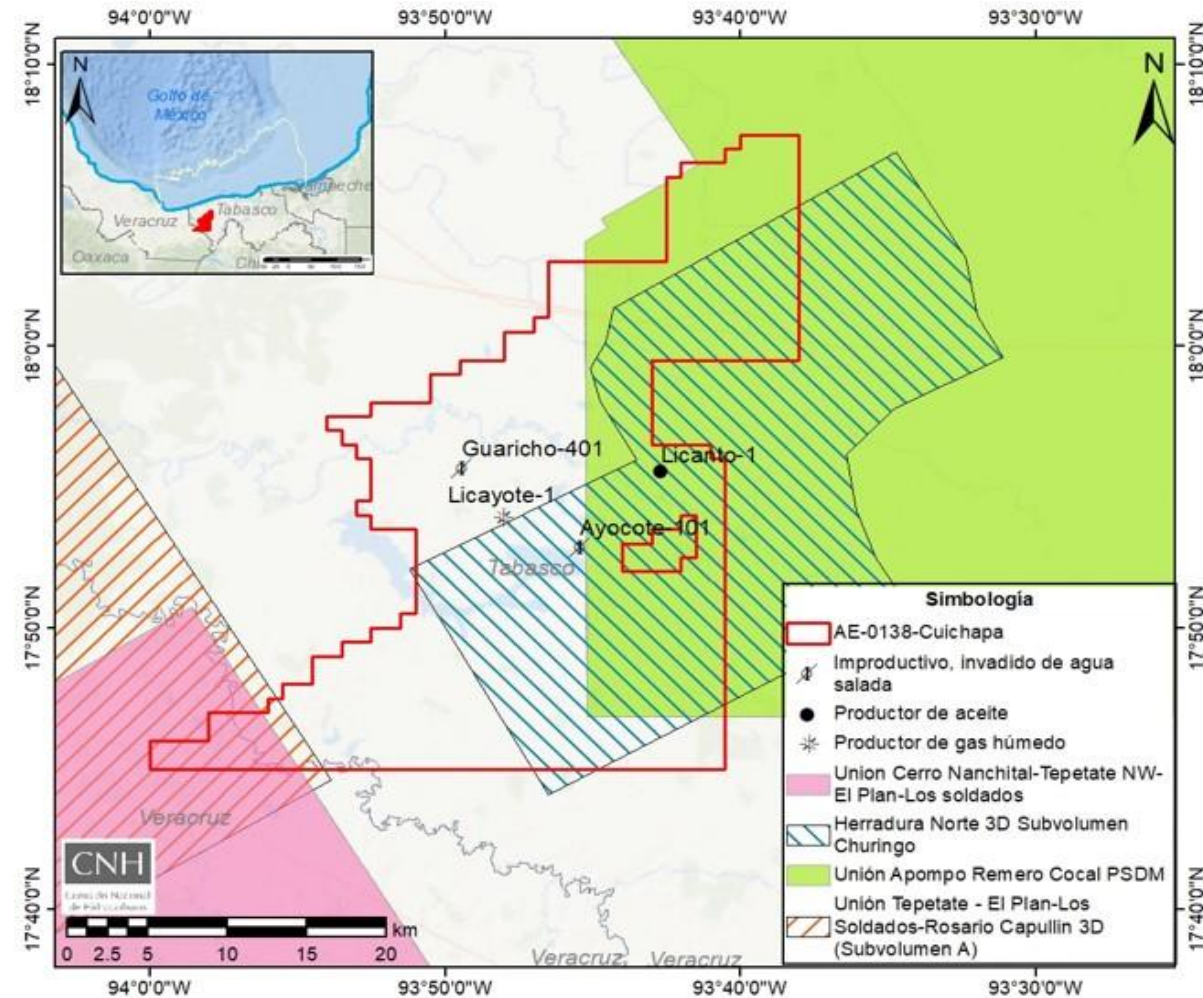 94°0'0"W 93°50'0"W 93°40'0"W 93°30'0"W
18°10'0"N
18°10'0"N
N
Golfo de
México
Campeche
Tabasco
Veracruz
Oaxaca
N
18°0'0"N
18°0'0"N
Guaricho-401
Licanto-1
Licayote-1
Ayocote-101
Tabasco
17°50'0"N
17°50'0"N
Simbología
AE-0138-Cuichapa
Improductivo, invadido de agua
salada
Productor de aceite
Productor de gas húmedo
Union Cerro Nanchital-Tepetate NW-
El Plan-Los soldados
Herradura Norte 3D Subvolumen
Churingo
Unión Apompo Remero Cocal PSDM
Unión Tepetate - El Plan-Los
Soldados-Rosario Capullin 3D
(Subvolumen A)
Veracruz
CNH
Comisión Nacional
de Hidrocarburos
km
0 2.5 5 10 15 20
17°40'0"N
17°40'0"N
Veracruz, Veracruz
94°0'0"W 93°50'0"W 93°40'0"W 93°30'0"W